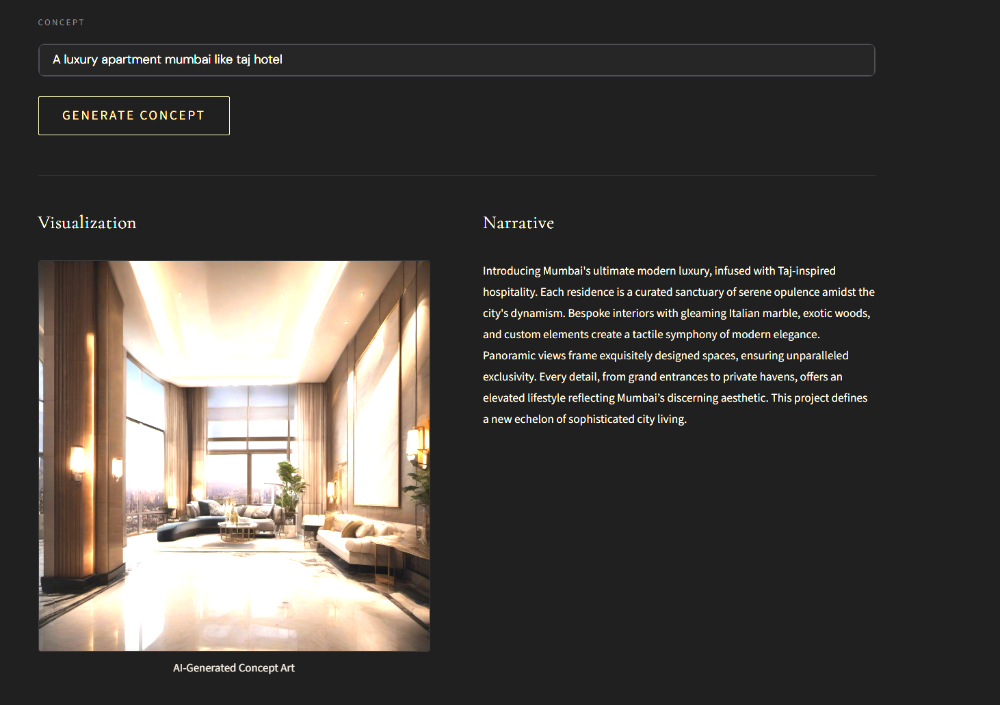 CONCEPT
A luxury apartment mumbai like taj hotel
GENERATE CONCEPT
Visualization
Narrative
Introducing Mumbai's ultimate modern luxury, infused with Taj-inspired
hospitality. Each residence is a curated sanctuary of serene opulence amidst the
city's dynamism. Bespoke interiors with gleaming Italian marble, exotic woods,
and custom elements create a tactile symphony of modern elegance.
Panoramic views frame exquisitely designed spaces, ensuring unparalleled
exclusivity. Every detail, from grand entrances to private havens, offers an
elevated lifestyle reflecting Mumbai’s discerning aesthetic. This project defines
a new echelon of sophisticated city living.
AI-Generated Concept Art